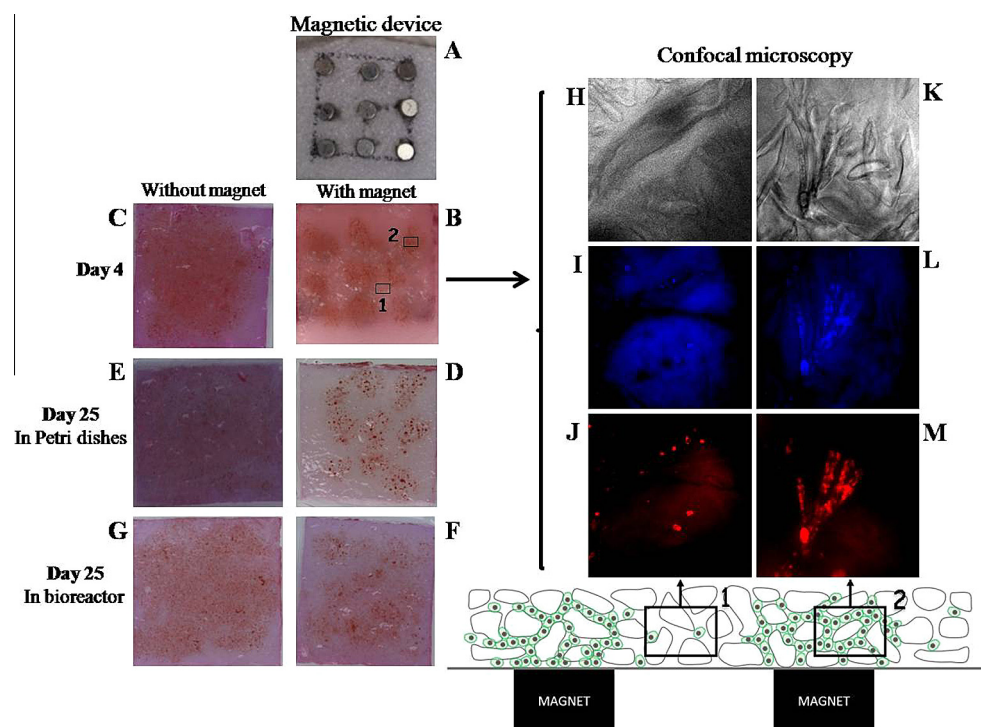 Magnetic device
A
Confocal microscopy
H
K
Without magnet
With magnet
C
B
Day 4
2
1
I
L
E
D
Day 25
In Petri dishes
J
M
G
F
Day 25
In bioreactor
1
2
MAGNET
MAGNET